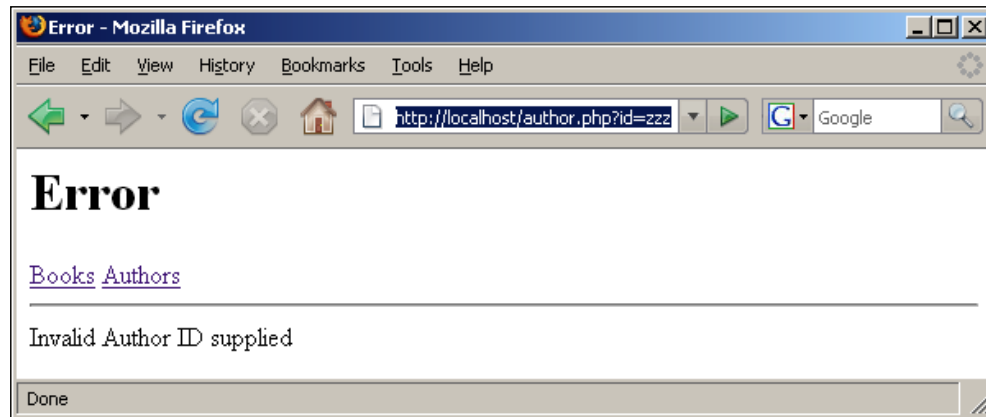 Error - Mozilla Firefox
File Edit View History Bookmarks Tools Help
http://localhost/author.php?id=zzz G Google
Error
Books Authors
Invalid Author ID supplied
Done